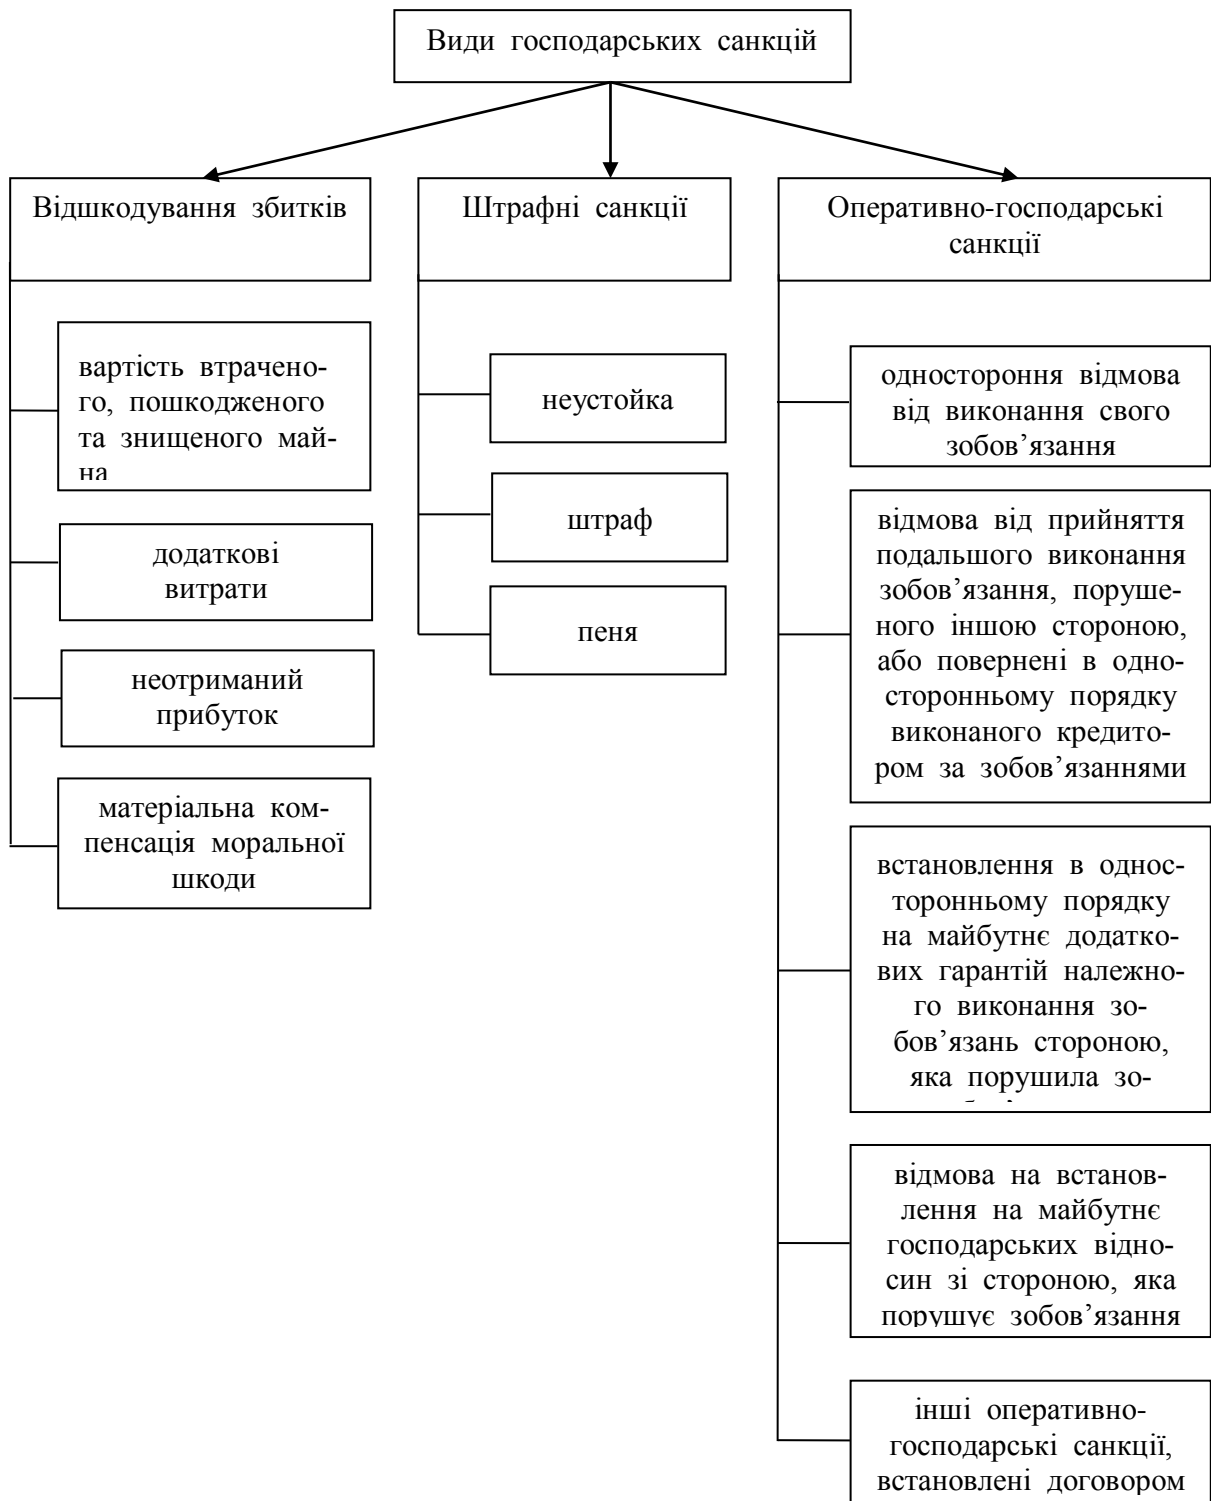 Види господарських санкцій
Відшкодування збитків
вартість втрачено-
го, пошкодженого
та знищеного май-
на
додаткові
витрати
неотриманий
прибуток
матеріальна ком-
пенсація моральної
шкоди
Штрафні санкції
неустойка
штраф
пеня
Оперативно-господарські
санкції
одностороння відмова
від виконання свого
зобов’язання
відмова від прийняття
подальшого виконання
зобов’язання, поруше-
ного іншою стороною,
або повернені в одно-
сторонньому порядку
виконаного кредито-
ром за зобов’язаннями
встановлення в однос-
торонньому порядку
на майбутнє додатко-
вих гарантій належно-
го виконання зо-
бов’язань стороною,
яка порушила зо-
відмова на встанов-
лення на майбутнє
господарських відно-
син зі стороною, яка
порушує зобов’язання
інші оперативно-
господарські санкції,
встановлені договором